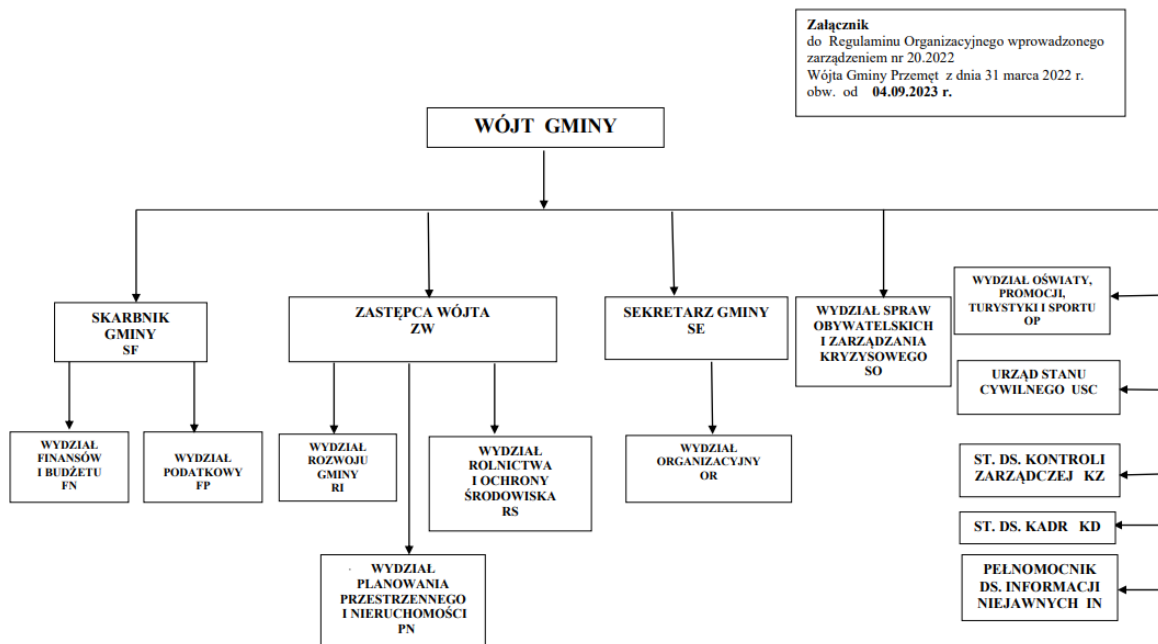 Załącznik
do Regulaminu Organizacyjnego wprowadzonego
zarządzeniem nr 20.2022
Wójta Gminy Przemęt z dnia 31 marca 2022 r.
obw. od 04.09.2023 r.
WÓJT GMINY
SKARBNIK
GMINY
SF
ZASTĘPCA WÓJTA
ZW
SEKRETARZ GMINY
SE
WYDZIAŁ SPRAW
OBYWATELSKICH
I ZARZĄDZANIA
KRYZYSOWEGO
SO
WYDZIAŁ OŚWIATY,
PROMOCJI,
TURYSTYKI I SPORTU
OP
URZĄD STANU
CYWILNEGO USC
WYDZIAŁ
FINANSÓW
I BUDŻETU
FN
WYDZIAŁ
PODATKOWY
FP
WYDZIAŁ
ROZWOJU
GMINY
RI
WYDZIAŁ
ROLNICTWA
I OCHRONY
ŚRODOWISKA
RS
WYDZIAŁ
ORGANIZACYJNY
OR
ST. DS. KONTROLI
ZARZĄDCZEJ KZ
ST. DS. KADR KD
WYDZIAŁ
PLANOWANIA
PRZESTRZENNEGO
I NIERUCHOMOŚCI
PN
PEŁNOMOCNIK
DS. INFORMACJI
NIEJAWNYCH IN